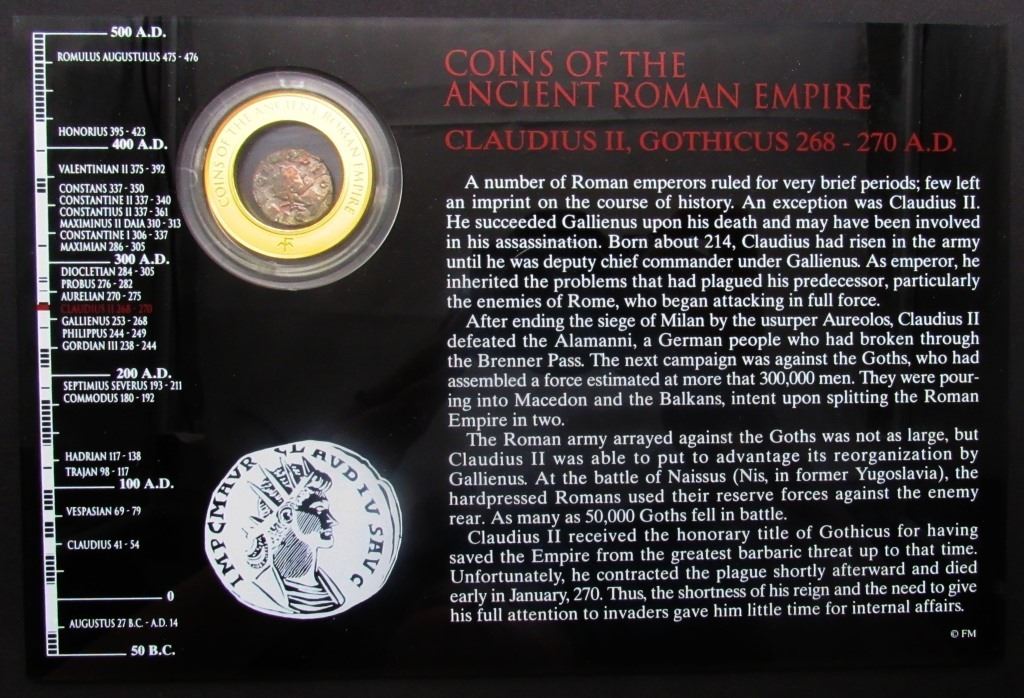 500 A.D.
ROMULUS AUGUSTULUS 475 - 476
HONORIUS 395 - 423
400 A.D.
VALENTINIAN II 375 - 392
CONSTANS 337 - 350
CONSTANTINE II 337 - 340
CONSTANTIUS II 337 - 361
MAXIMINUS II DAIA 310 - 313
CONSTANTINE I 306 - 337
MAXIMIAN 286 - 305
300 A.D.
DIOCLETIAN 284 - 305
PROBUS 276 - 282
AURELIAN 270 - 275
CLAUDIUS II 268 - 270
GALLIENUS 253 - 268
PHILIPPUS 244 - 249
GORDIAN III 238 - 244
200 A.D.
SEPTIMIUS SEVERUS 193 - 211
COMMODUS 180 - 192
HADRIAN 117 - 138
TRAJAN 98 - 117
100 A.D.
VESPASIAN 69 - 79
CLAUDIUS 41 - 54
0
AUGUSTUS 27 B.C. - A.D. 14
50 B.C.
COINS OF THE ANCIENT ROMAN EMPIRE
IMP C M AVR CLAVDIVS AVG
COINS OF THE
ANCIENT ROMAN EMPIRE
CLAUDIUS II, GOTHICUS 268 - 270 A.D.
A number of Roman emperors ruled for very brief periods; few left
an imprint on the course of history. An exception was Claudius II.
He succeeded Gallienus upon his death and may have been involved
in his assassination. Born about 214, Claudius had risen in the army
until he was deputy chief commander under Gallienus. As emperor, he
inherited the problems that had plagued his predecessor, particularly
the enemies of Rome, who began attacking in full force.
After ending the siege of Milan by the usurper Aureolos, Claudius II
defeated the Alamanni, a German people who had broken through
the Brenner Pass. The next campaign was against the Goths, who had
assembled a force estimated at more that 300,000 men. They were pour-
ing into Macedon and the Balkans, intent upon splitting the Roman
Empire in two.
The Roman army arrayed against the Goths was not as large, but
Claudius II was able to put to advantage its reorganization by
Gallienus. At the battle of Naissus (Nis, in former Yugoslavia), the
hardpressed Romans used their reserve forces against the enemy
rear. As many as 50,000 Goths fell in battle.
Claudius II received the honorary title of Gothicus for having
saved the Empire from the greatest barbaric threat up to that time.
Unfortunately, he contracted the plague shortly afterward and died
early in January, 270. Thus, the shortness of his reign and the need to give
his full attention to invaders gave him little time for internal affairs.
© FM